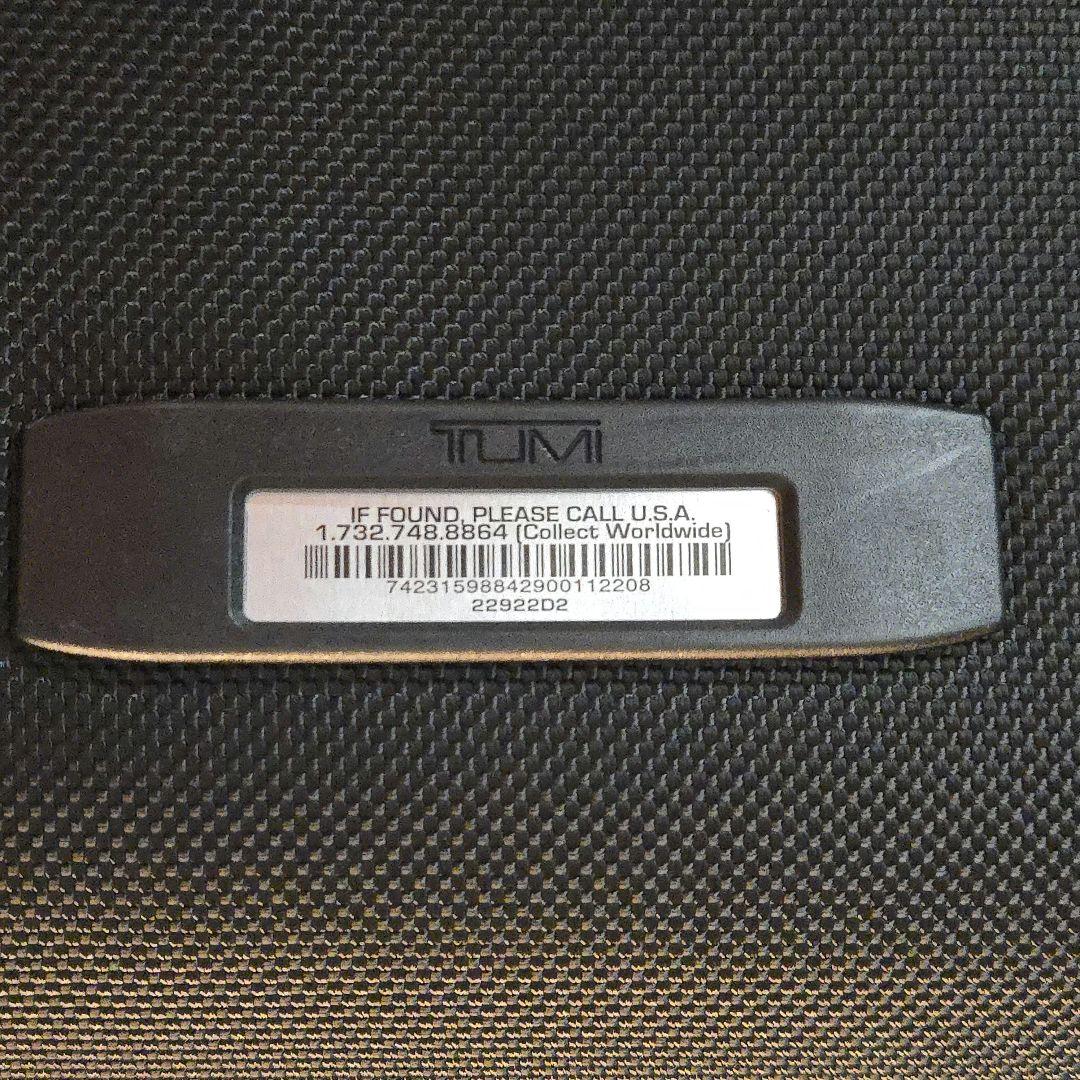 TUMI
IF FOUND, PLEASE CALL U.S.A.
1.732.748.8864 (Collect Worldwide)
74231598842900112208
22922D2